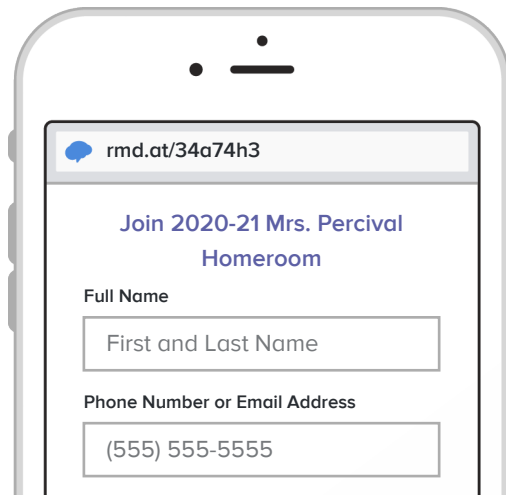 rmd.at/34a74h3
Join 2020-21 Mrs. Percival
Homeroom
Full Name
First and Last Name
Phone Number or Email Address
(555) 555-5555